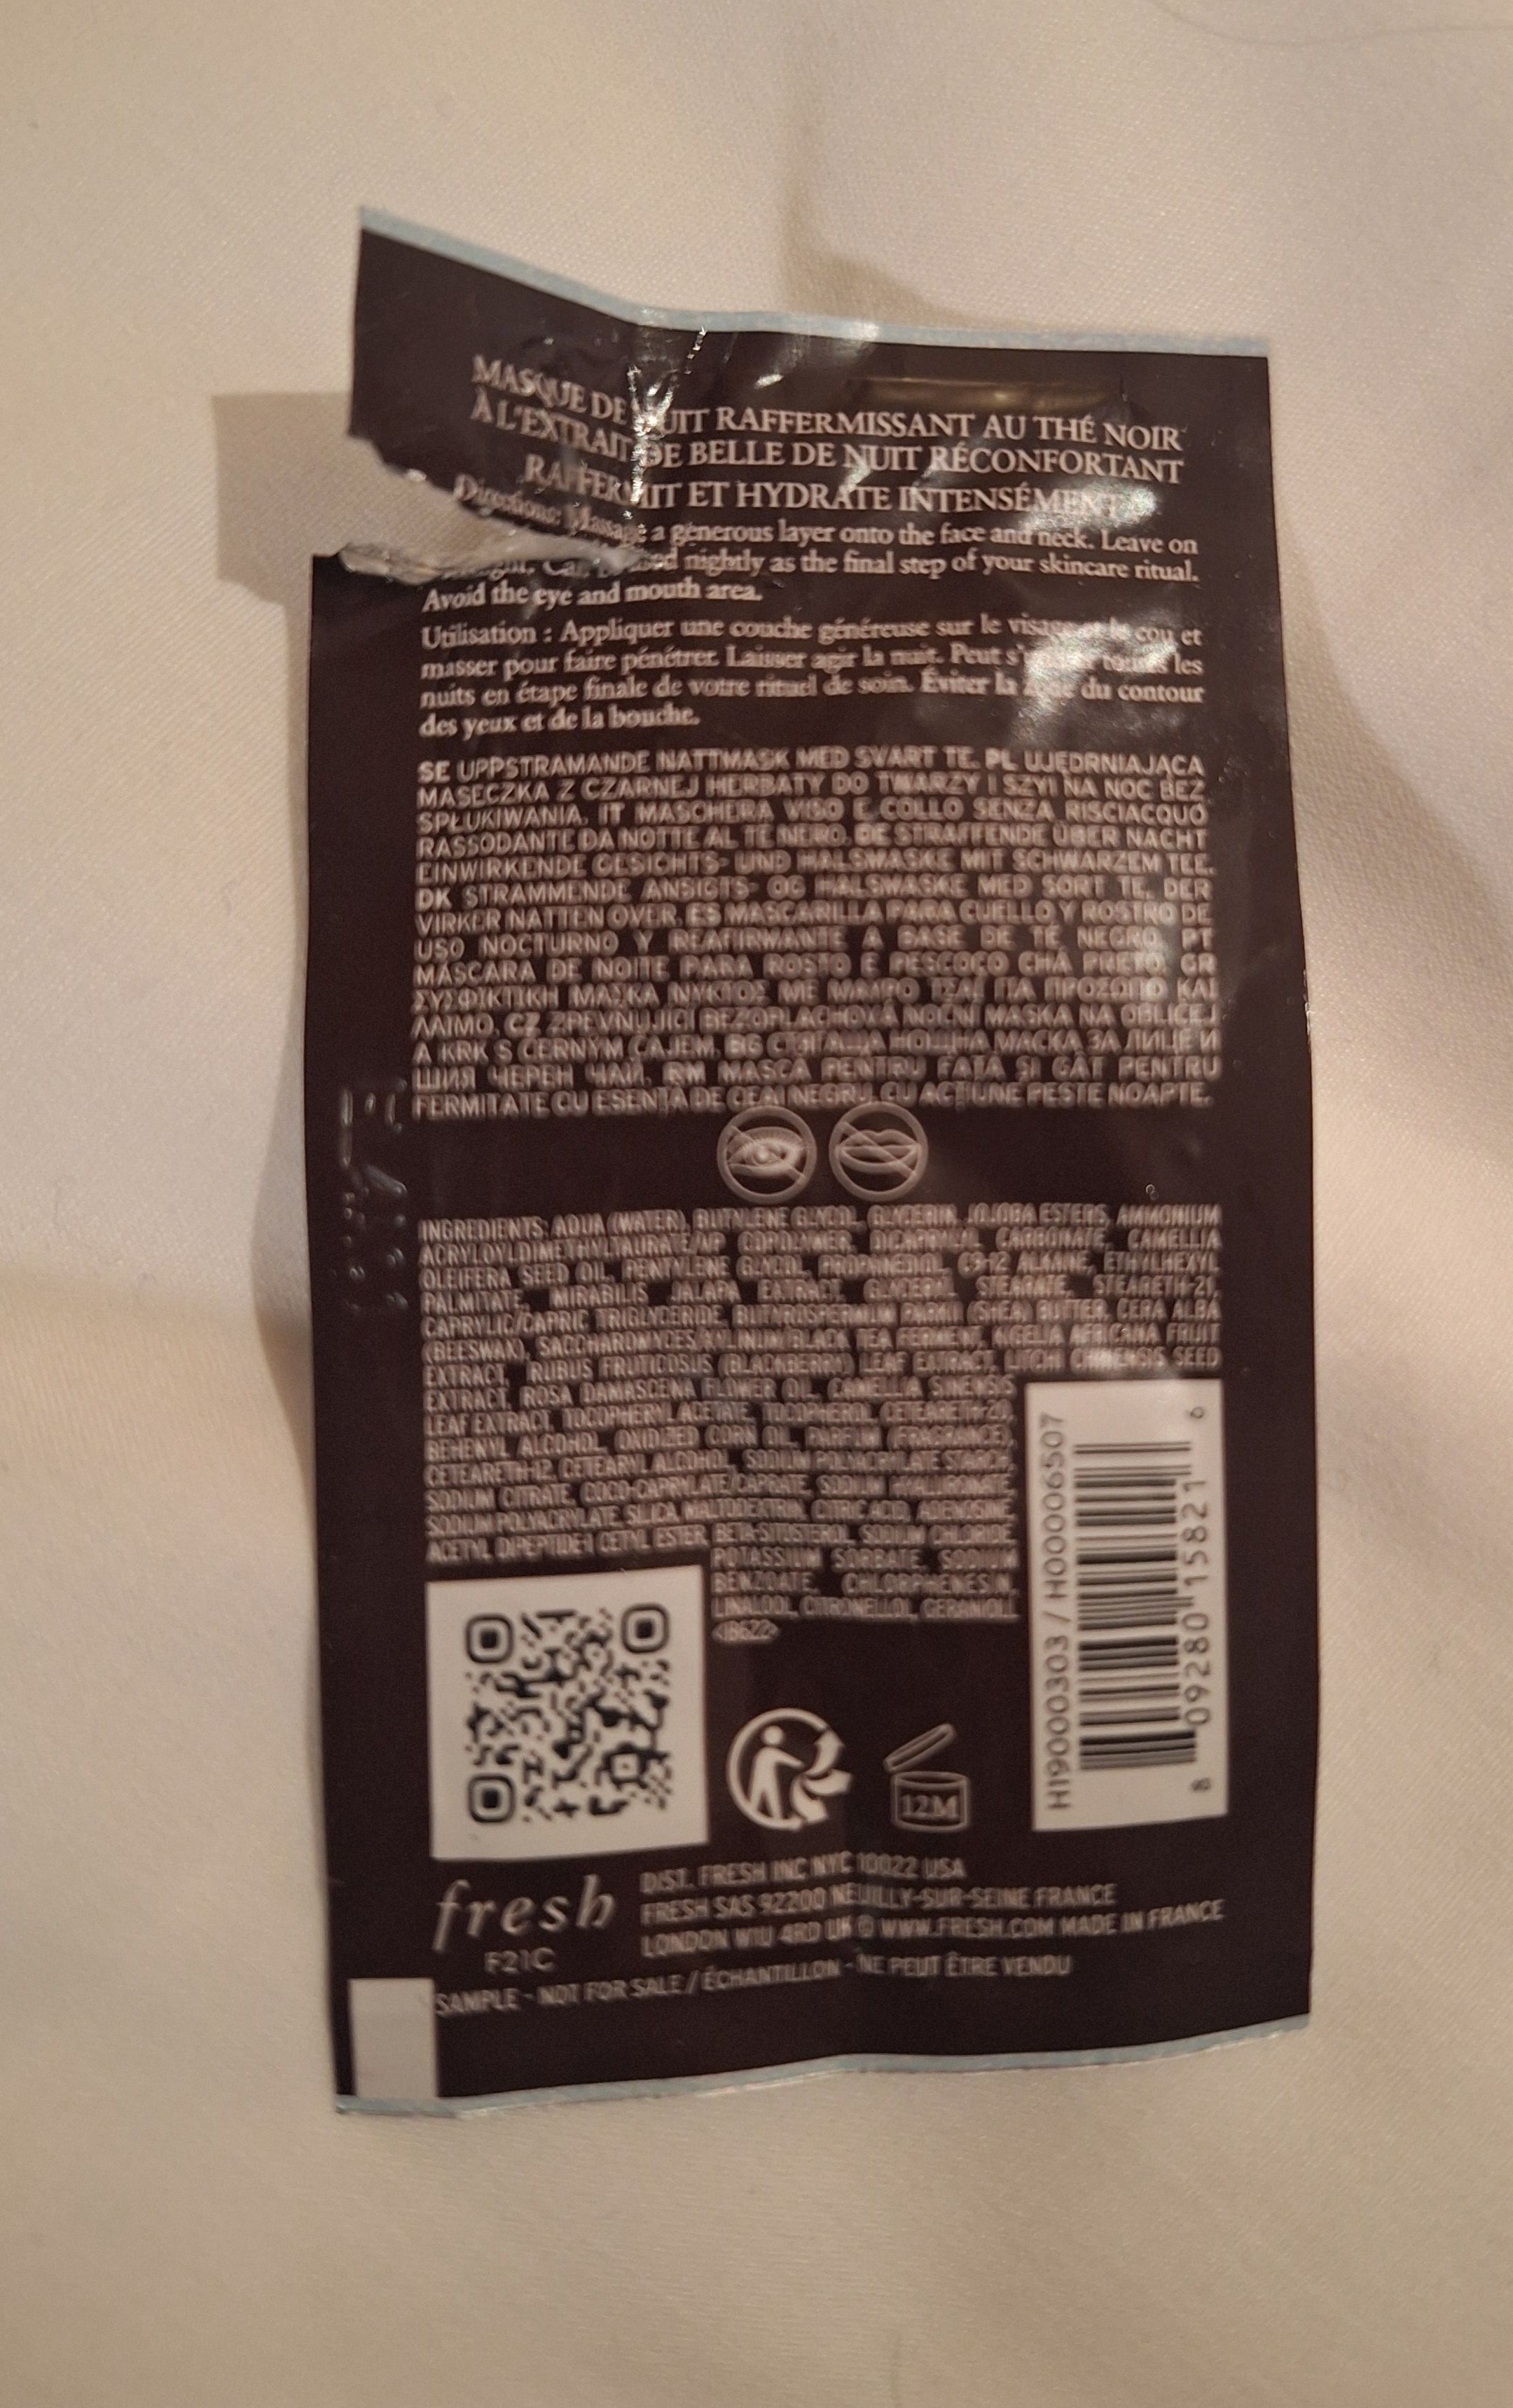 MASQUE DE NUIT RAFFERMISSANT AU THÉ NOIR
À L'EXTRAIT DE BELLE DE NUIT RÉCONFORTANT
RAFFERMIT ET HYDRATE INTENSÉMENT
Directions: Massage a generous layer onto the face and neck. Leave on
used nightly as the final step of your skincare ritual.
Avoid the eye and mouth area.
Utilisation : Appliquer une couche généreuse sur le visage et le cou et
masser pour faire pénétrer. Laisser agir la nuit. Peut les
nuits en étape finale de votre rituel de soin. Éviter la du contour
des yeux et de la bouche.
SE UPPSTRAMANDE NATTMASK MED SVART TE. PL UJĘDRNIAJĄCA
MASECZKA Z CZARNEJ HERBATY DO TWARZY I SZYI NA NOC BEZ
SPŁUKIWANIA. IT MASCHERA VISO E COLLO SENZA RISCIACQUO
RASSODANTE DA NOTTE AL TÈ NERO. DE STRAFFENDE ÜBER NACHT
EINWIRKENDE GESICHTS- UND HALSMASKE MIT SCHWARZEM TEE.
DK STRAMMENDE ANSIGTS- OG HALSMASKE MED SORT TE, DER
VIRKER NATTEN OVER. ES MASCARILLA PARA CUELLO Y ROSTRO DE
USO NOCTURNO Y REAFIRMANTE A BASE DE TÉ NEGRO. PT
MÁSCARA DE NOITE PARA ROSTO E PESCOÇO CHÁ PRETO. GR
ΣΥΣΦΙΚΤΙΚΗ ΜΑΣΚΑ ΝΥΚΤΟΣ ΜΕ ΜΑΥΡΟ ΤΣΑΪ ΓΙΑ ΠΡΟΣΩΠΟ ΚΑΙ
ΛΑΙΜΟ. CZ ZPEVŇUJÍCÍ BEZOPLACHOVÁ NOČNÍ MASKA NA OBLIČEJ
A KRK S ČERNÝM ČAJEM. BG СТЯГАЩА НОЩНА МАСКА ЗА ЛИЦЕ И
ШИЯ ЧЕРЕН ЧАЙ. RM MASCĂ PENTRU FAȚĂ ȘI GÂT PENTRU
FERMITATE CU ESENȚĂ DE CEAI NEGRU, CU ACȚIUNE PESTE NOAPTE.
INGREDIENTS: AQUA (WATER), BUTYLENE GLYCOL, GLYCERIN, JOJOBA ESTERS, AMMONIUM
ACRYLOYLDIMETHYLTAURATE/VP COPOLYMER, DICAPRYLYL CARBONATE, CAMELLIA
OLEIFERA SEED OIL, PENTYLENE GLYCOL, PROPANEDIOL, C9-12 ALKANE, ETHYLHEXYL
PALMITATE, MIRABILIS JALAPA EXTRACT, GLYCERYL STEARATE, STEARETH-21,
CAPRYLIC/CAPRIC TRIGLYCERIDE, BUTYROSPERMUM PARKII (SHEA) BUTTER, CERA ALBA
(BEESWAX), SACCHAROMYCES/XYLINUM/BLACK TEA FERMENT, KIGELIA AFRICANA FRUIT
EXTRACT, RUBUS FRUTICOSUS (BLACKBERRY) LEAF EXTRACT, LITCHI CHINENSIS SEED
EXTRACT, ROSA DAMASCENA FLOWER OIL, CAMELLIA SINENSIS
LEAF EXTRACT, TOCOPHERYL ACETATE, TOCOPHEROL, CETEARETH-20,
BEHENYL ALCOHOL, OXIDIZED CORN OIL, PARFUM (FRAGRANCE),
CETEARETH-12, CETEARYL ALCOHOL, SODIUM POLYACRYLATE STARCH,
SODIUM CITRATE, COCO-CAPRYLATE/CAPRATE, SODIUM HYALURONATE,
SODIUM POLYACRYLATE, SILICA, MALTODEXTRIN, CITRIC ACID, ADENOSINE,
ACETYL DIPEPTIDE-1 CETYL ESTER, BETA-SITOSTEROL, SODIUM CHLORIDE,
POTASSIUM SORBATE, SODIUM
BENZOATE, CHLORPHENESIN,
LINALOOL, CITRONELLOL, GERANIOL
<18622>
HI9000303 / H00006507
8 09280 15821 6
12M
fresh
F21C
DIST. FRESH INC NYC 10022 USA
FRESH SAS 92200 NEUILLY-SUR-SEINE FRANCE
LONDON W1U 4RD UK © WWW.FRESH.COM MADE IN FRANCE
SAMPLE - NOT FOR SALE / ÉCHANTILLON - NE PEUT ÊTRE VENDU